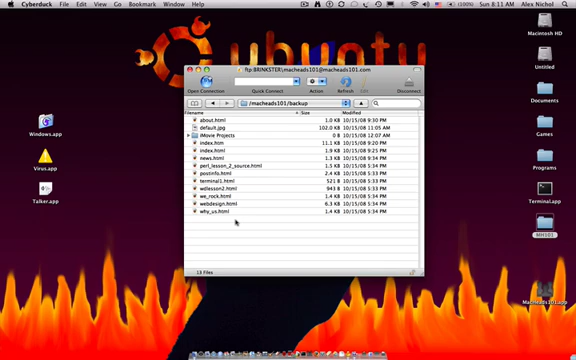 Cyberduck File Edit View Go Bookmark Window Help Sun 8:11 AM Alex Nichol
ubuntu
ftp BRINKSTER\macheads101@macheads101.com
Open Connection Quick Connect Action Refresh Edit Disconnect
/macheads101/backup
Filename Size Modified
about.html 1.0 KB 10/15/08 9:30 PM
default.jpg 102.0 KB 10/15/08 11:05 AM
iMovie Projects 0 B 10/15/08 12:07 AM
index.htm 11.1 KB 10/15/08 9:20 PM
index.html 1.9 KB 10/15/08 5:34 PM
news.html 1.3 KB 10/15/08 5:34 PM
perl_lesson_2_source.html 1.5 KB 10/15/08 5:34 PM
postinfo.html 2.4 KB 10/15/08 5:33 PM
terminal1.html 521 B 10/15/08 5:33 PM
wdlesson2.html 943 B 10/15/08 5:33 PM
we_rock.html 1.4 KB 10/15/08 5:34 PM
webdesign.html 6.3 KB 10/15/08 5:34 PM
why_us.html 1.4 KB 10/15/08 5:34 PM
13 Files
Windows.app
Virus.app
Talker.app
Macintosh HD
Untitled
Documents
Games
Programs
Terminal.app
MH101
MacHeads101.app